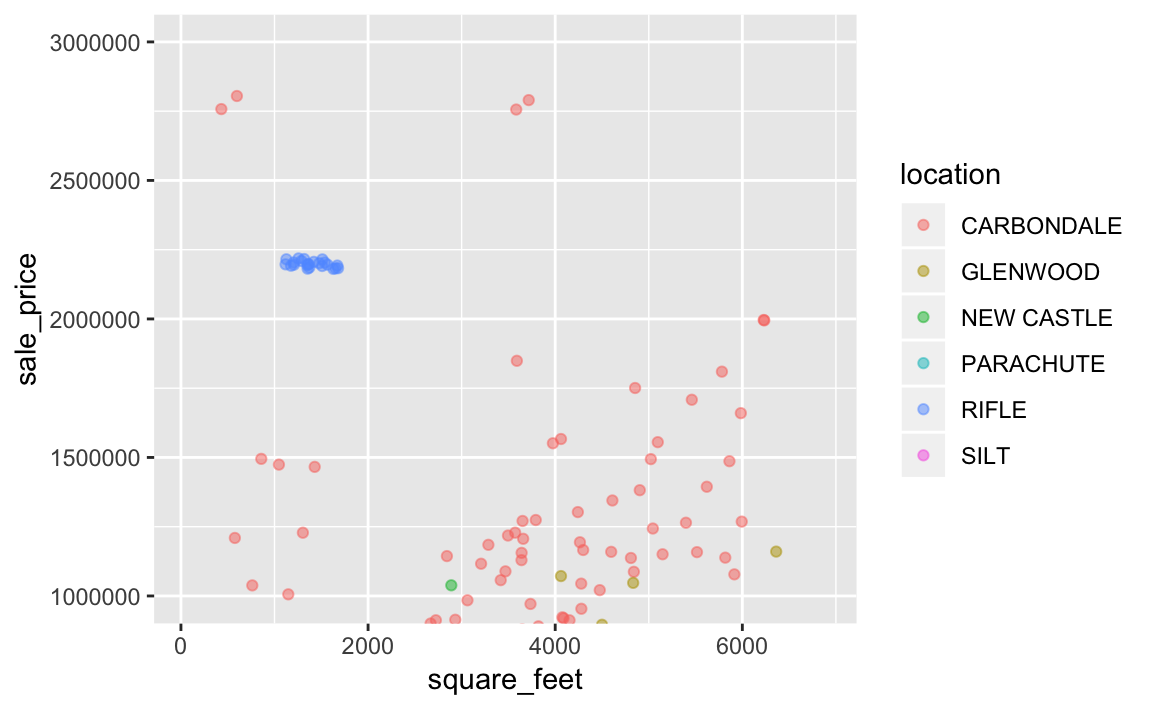 3000000
2500000
2000000
1500000
1000000
sale_price
0 2000 4000 6000
square_feet
location
CARBONDALE
GLENWOOD
NEW CASTLE
PARACHUTE
RIFLE
SILT